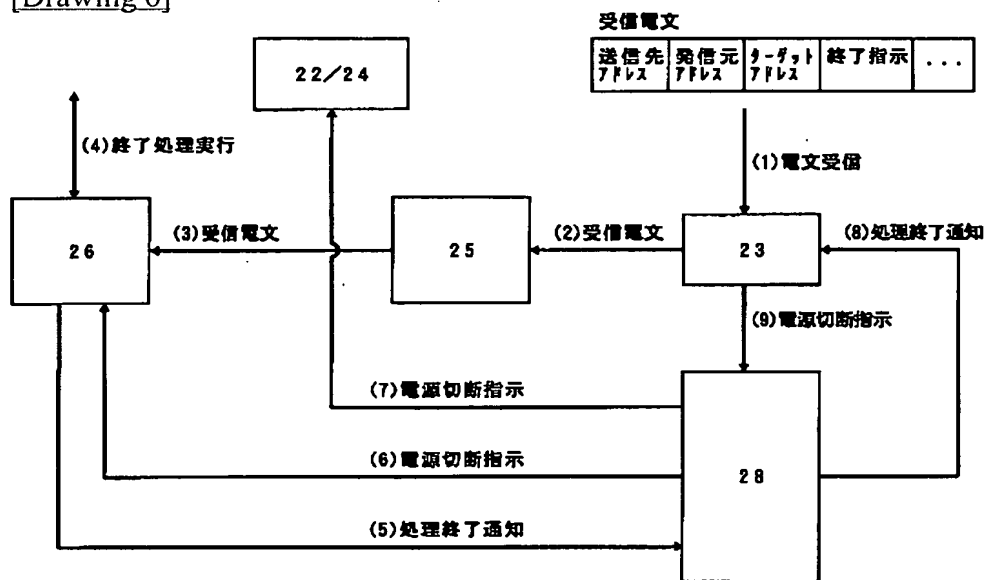 [Drawing 6]
受信電文
送信先
アドレス
発信元
アドレス
ターゲット
アドレス
終了指示
...
22/24
(4)終了処理実行
(1)電文受信
26
(3)受信電文
25
(2)受信電文
23
(8)処理終了通知
(9)電源切断指示
(7)電源切断指示
(6)電源切断指示
28
(5)処理終了通知